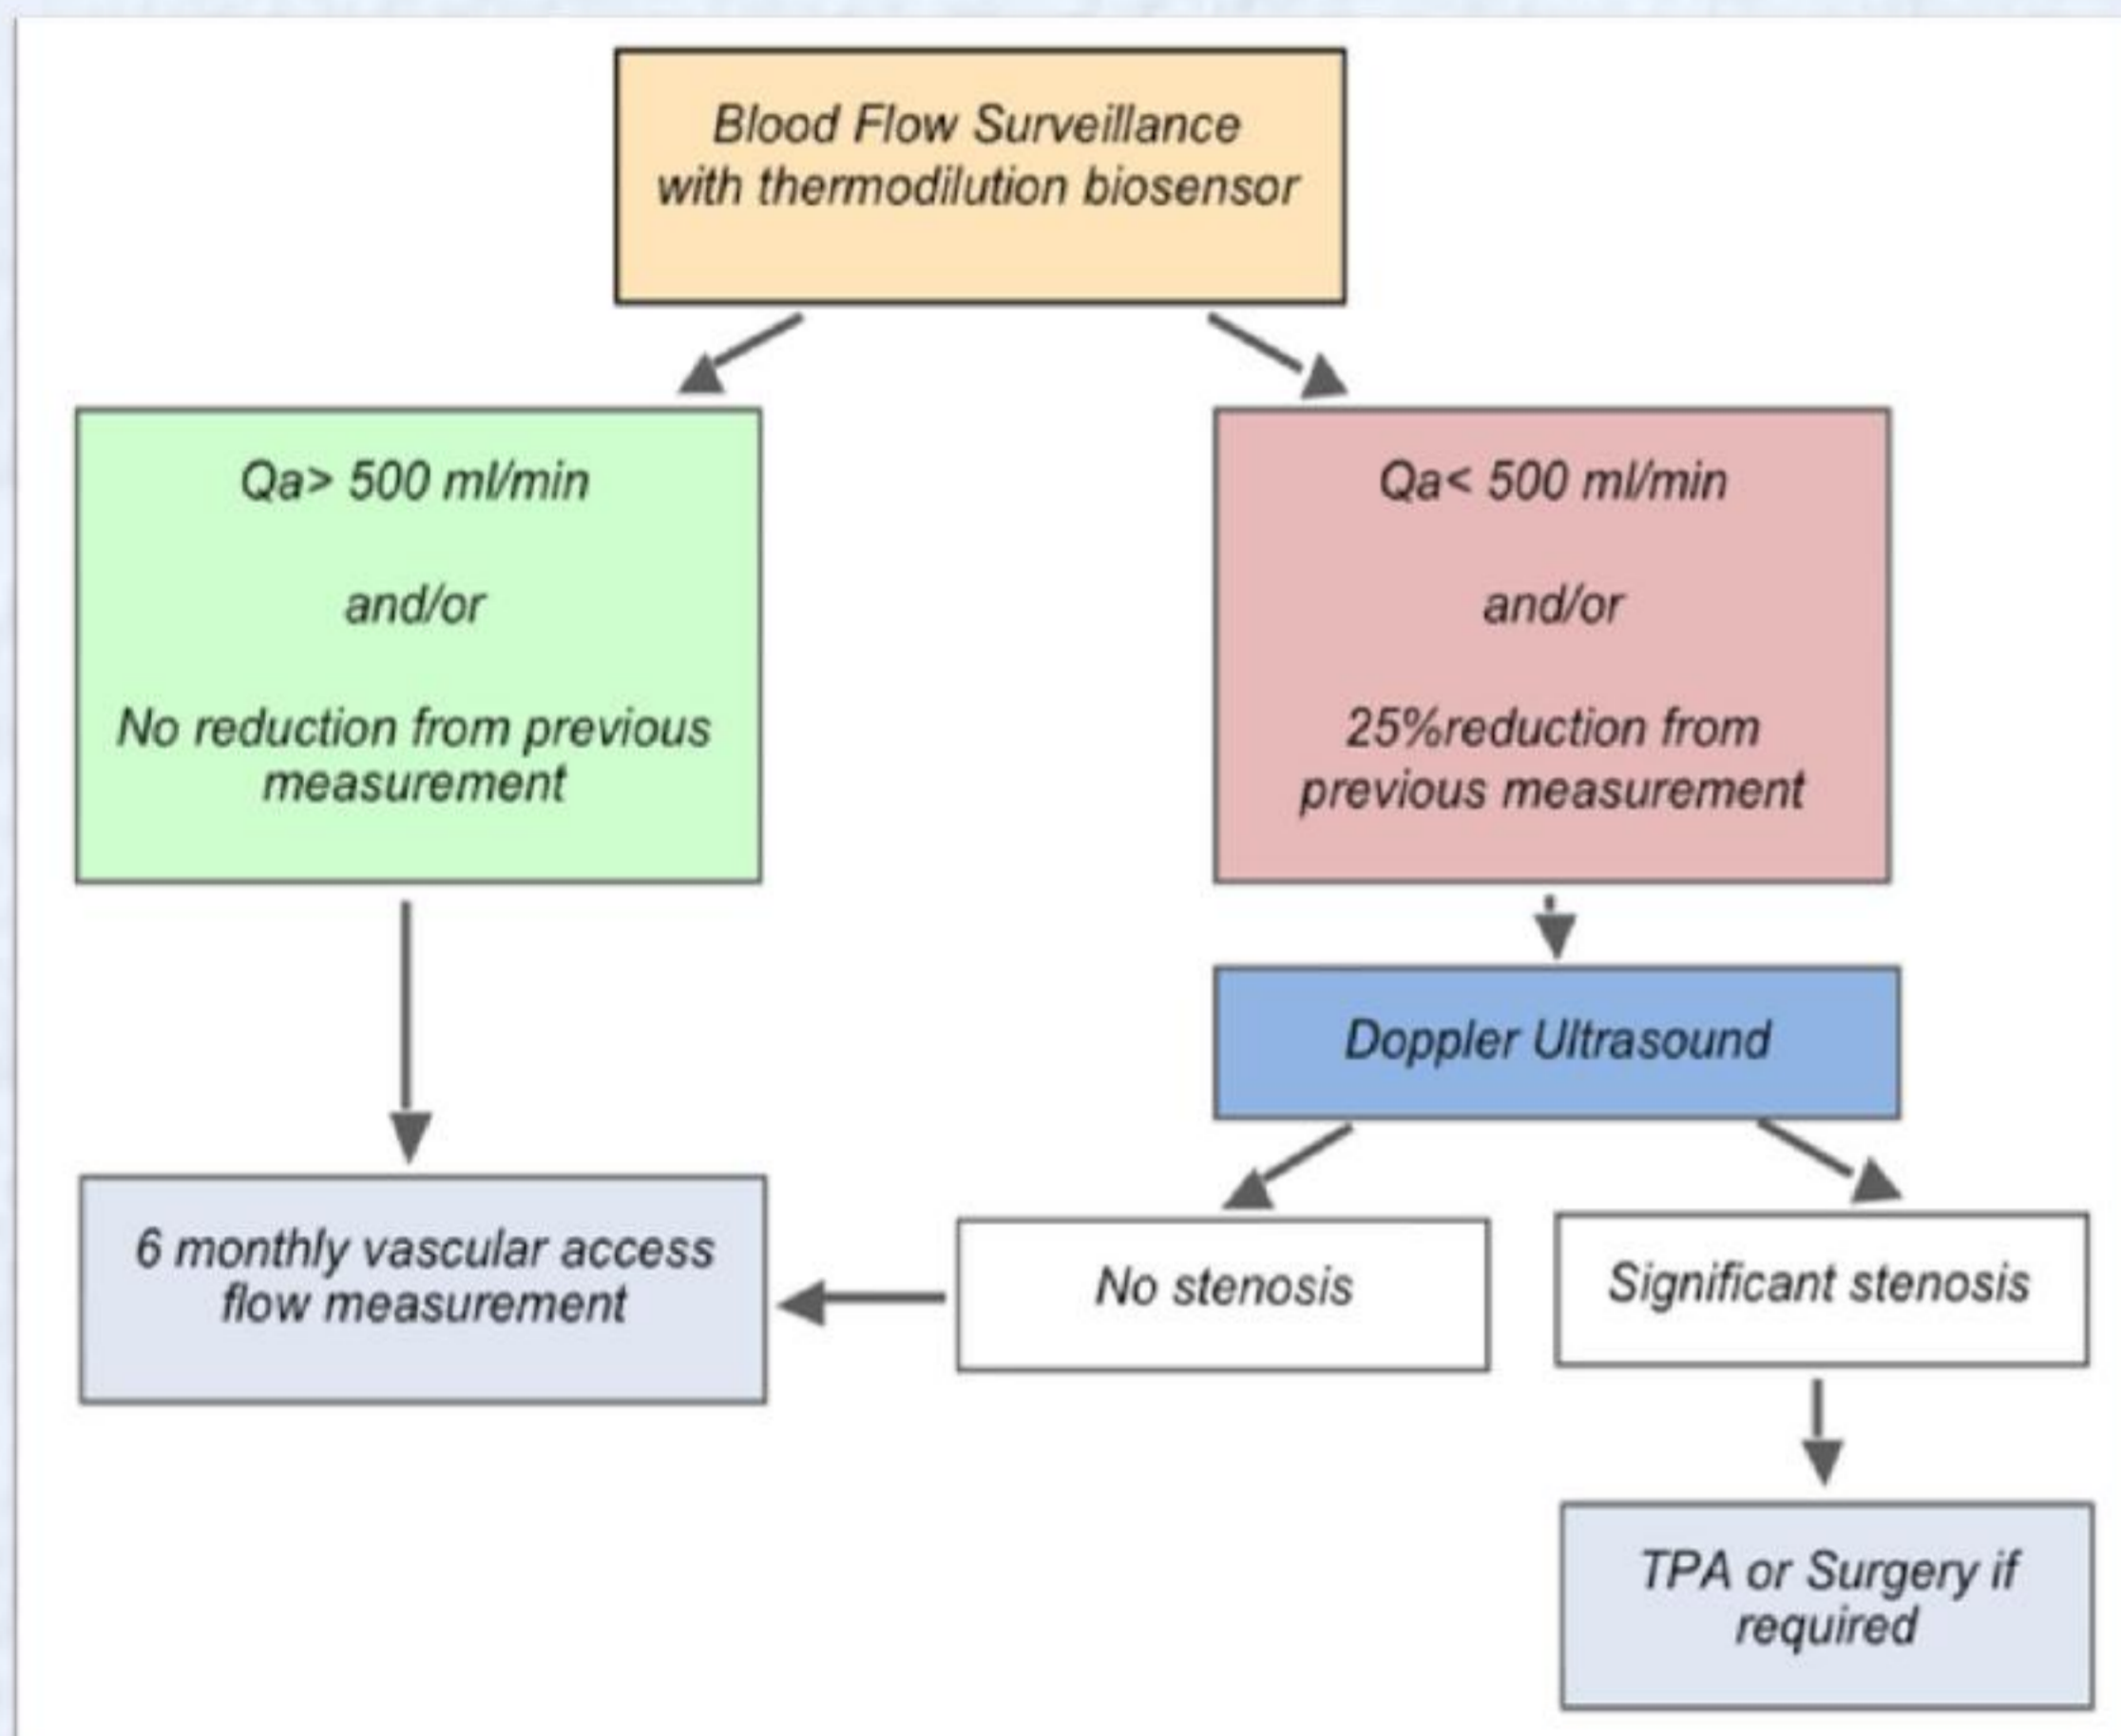 Blood Flow Surveillance
with thermodilution biosensor
Qa> 500 ml/min
and/or
No reduction from previous
measurement
Qa< 500 ml/min
and/or
25%reduction from
previous measurement
Doppler Ultrasound
6 monthly vascular access
flow measurement
No stenosis
Significant stenosis
TPA or Surgery if
required